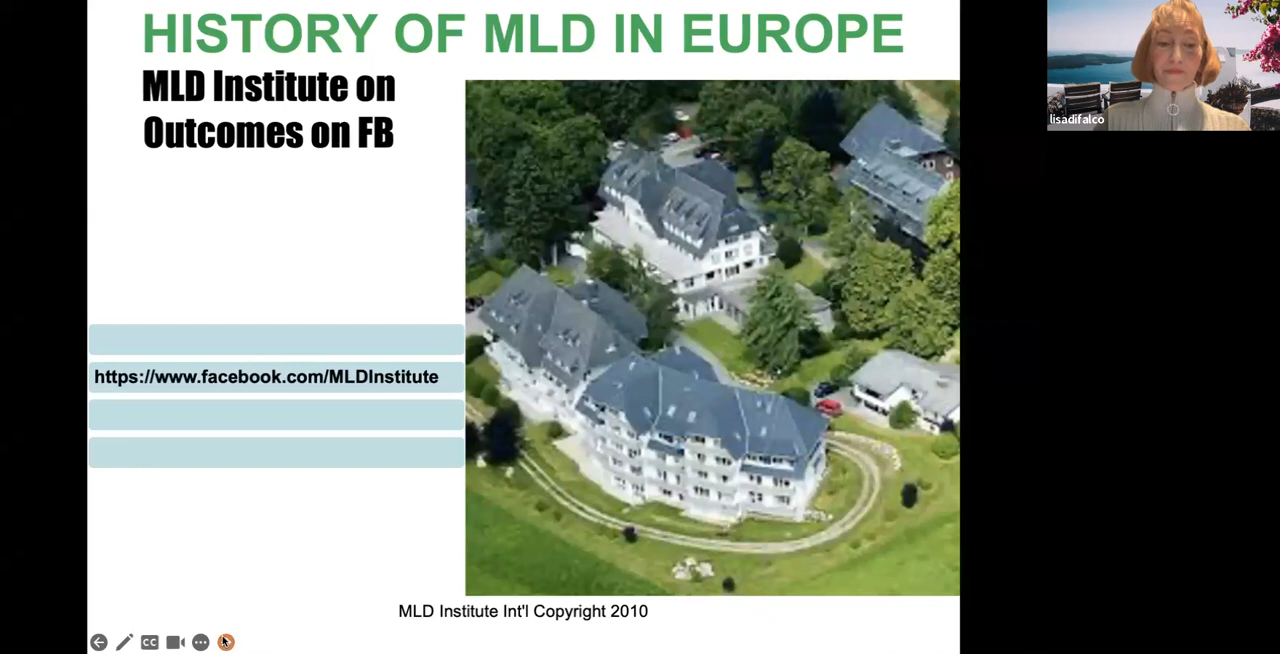 HISTORY OF MLD IN EUROPE
MLD Institute on
Outcomes on FB
lisadifalco
https://www.facebook.com/MLDInstitute
MLD Institute Int'l Copyright 2010
CC